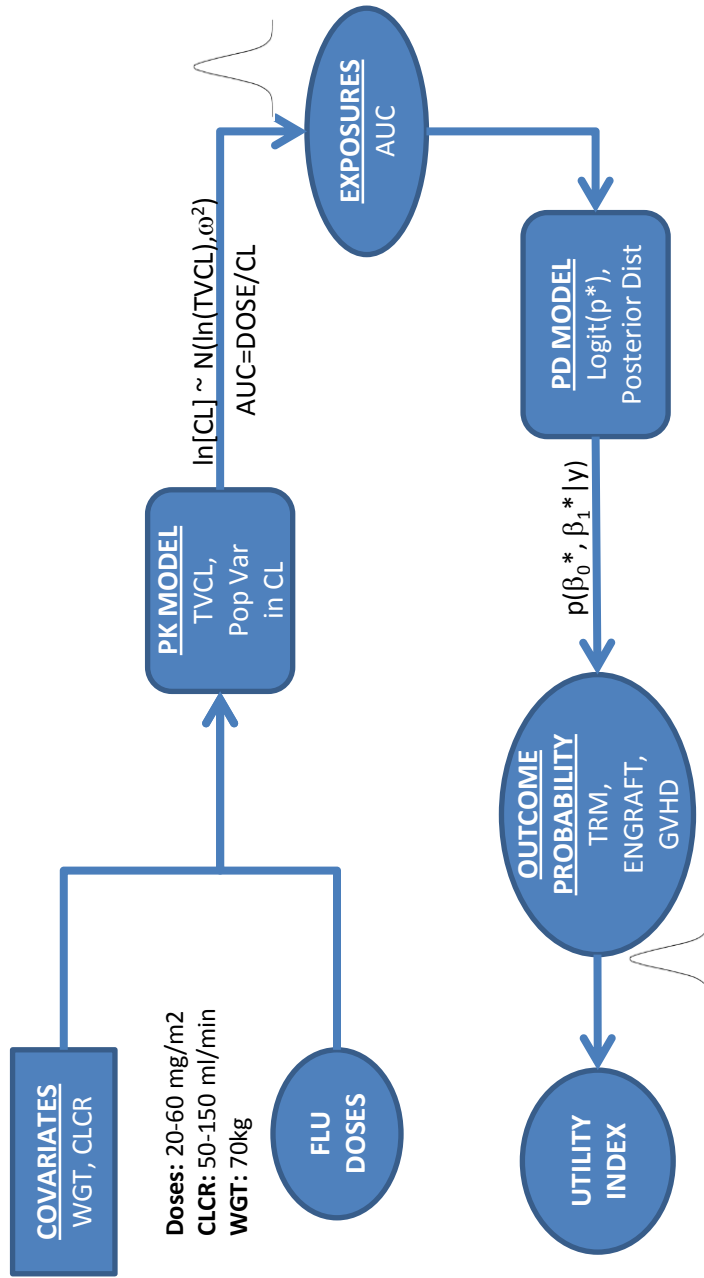 COVARIATES
WGT, CLCR
Doses: 20-60 mg/m2
CLCR: 50-150 ml/min
WGT: 70kg
FLU
DOSES
PK MODEL
TVCL,
Pop Var
in CL
ln[CL] ~ N(ln(TVCL),ω²)
AUC=DOSE/CL
EXPOSURES
AUC
PD MODEL
Logit(p*),
Posterior Dist
p(β₀*, β₁*|y)
OUTCOME
PROBABILITY
TRM,
ENGRAFT,
GVHD
UTILITY
INDEX